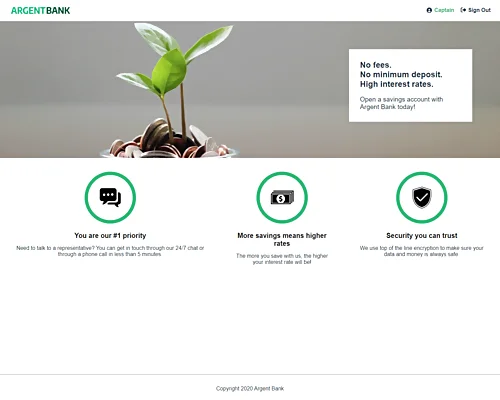 ARGENTBANK
Captain
Sign Out
No fees.
No minimum deposit.
High interest rates.
Open a savings account with
Argent Bank today!
You are our #1 priority
Need to talk to a representative? You can get in touch through our 24/7 chat or
through a phone call in less than 5 minutes
More savings means higher
rates
The more you save with us, the higher
your interest rate will be!
Security you can trust
We use top of the line encryption to make sure your
data and money is always safe
Copyright 2020 Argent Bank